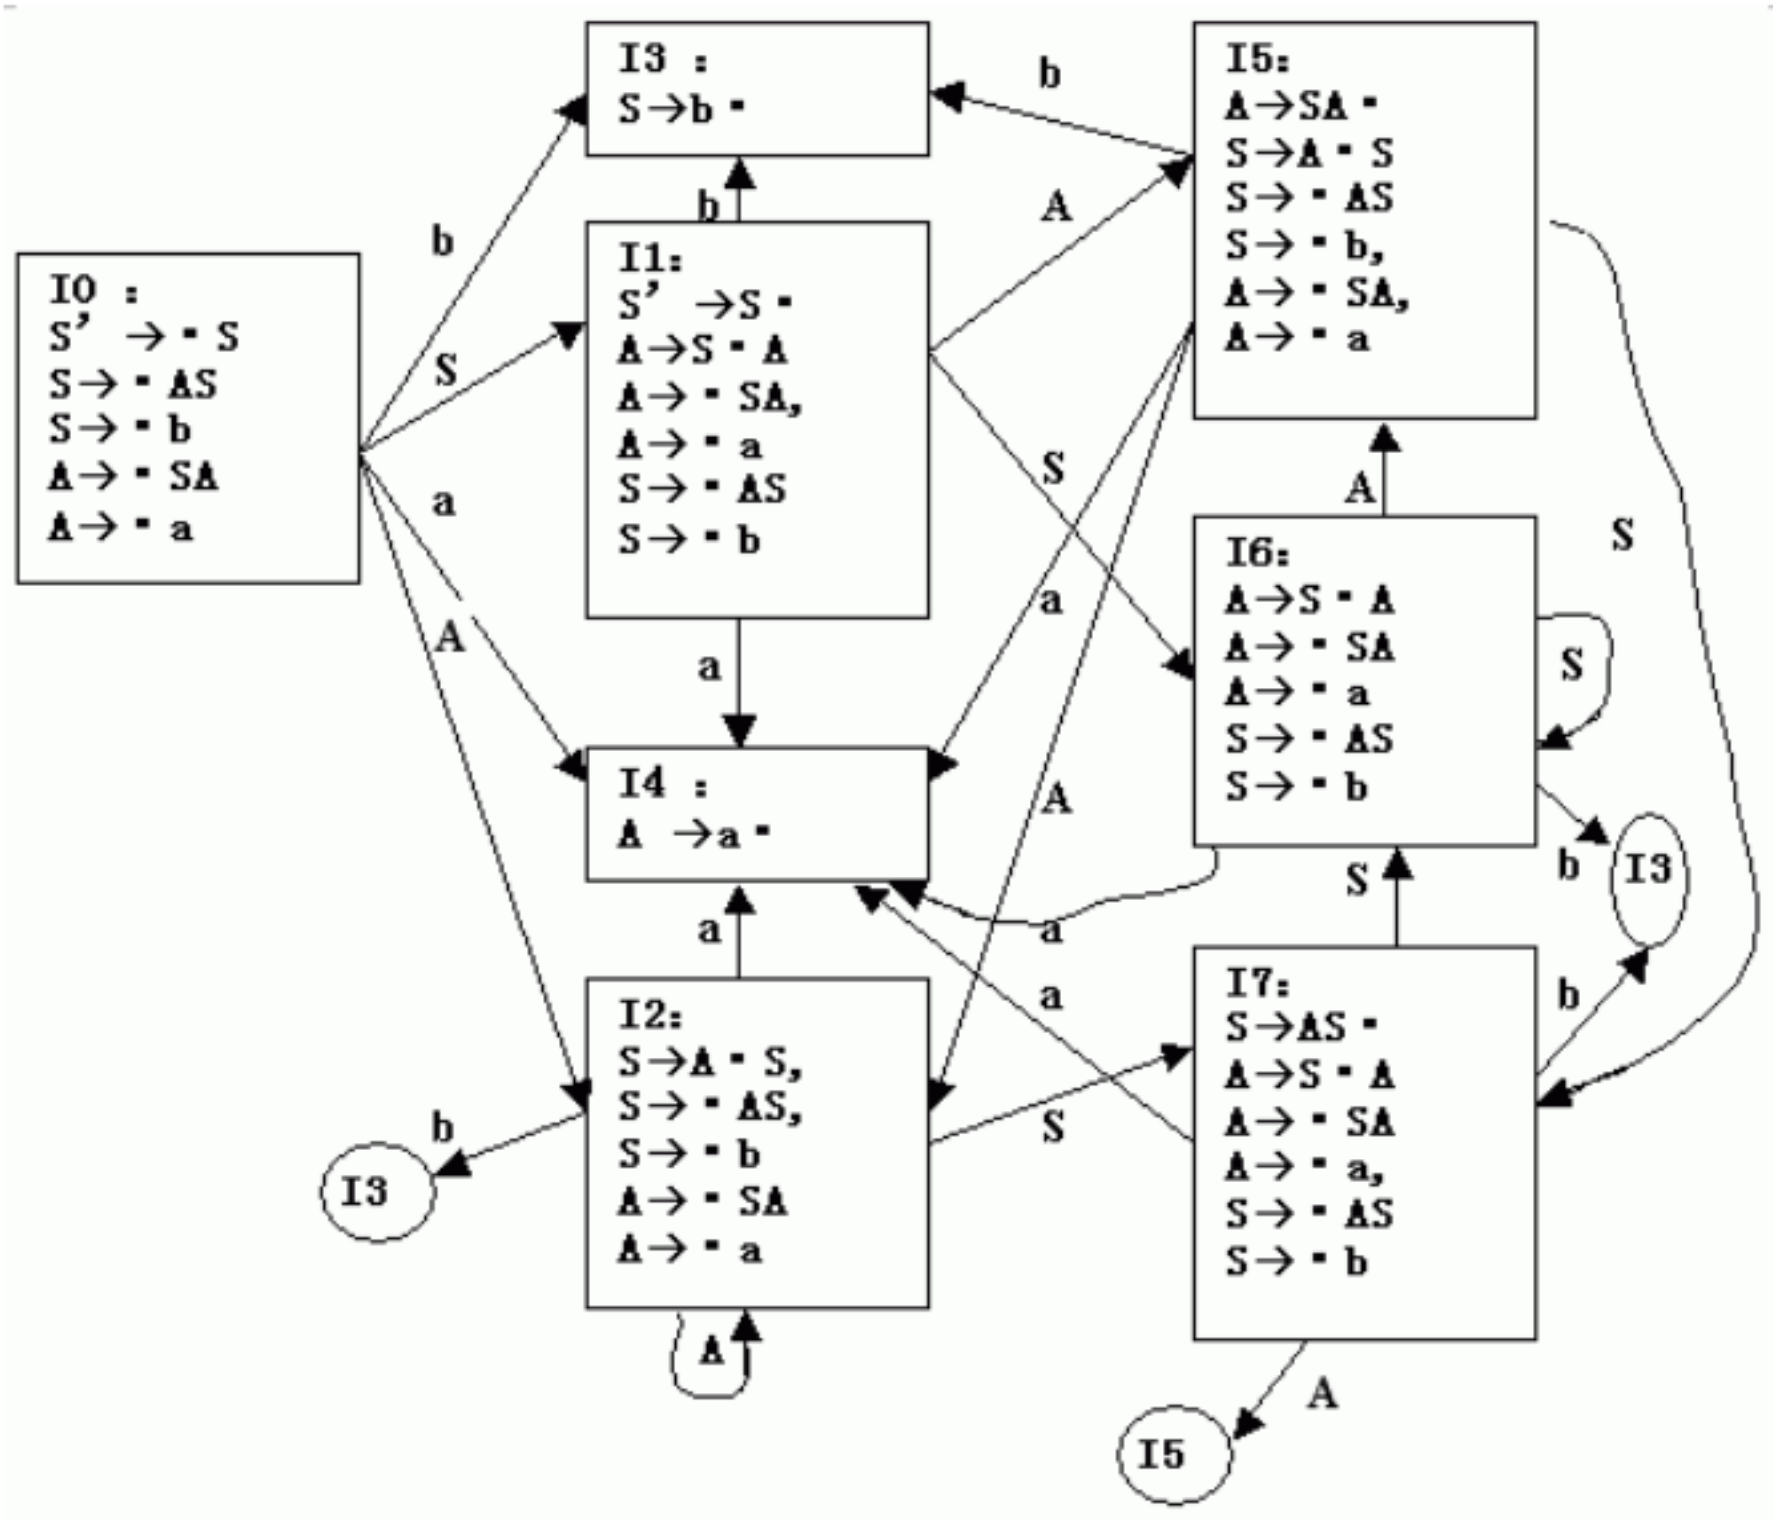 I3 :
S→b ·
I5:
A→SA ·
S→A · S
S→ · AS
S→ · b,
A→ · SA,
A→ · a
I0 :
S' → · S
S→ · AS
S→ · b
A→ · SA
A→ · a
I1:
S' →S ·
A→S · A
A→ · SA,
A→ · a
S→ · AS
S→ · b
I4 :
A →a ·
I6:
A→S · A
A→ · SA
A→ · a
S→ · AS
S→ · b
I2:
S→A · S,
S→ · AS,
S→ · b
A→ · SA
A→ · a
I7:
S→AS ·
A→S · A
A→ · SA
A→ · a,
S→ · AS
S→ · b
I3
I3
I5
b
S
a
A
b
a
A
S
b
a
A
S
A
S
b
a
a
b
S
A
S
a
b
A